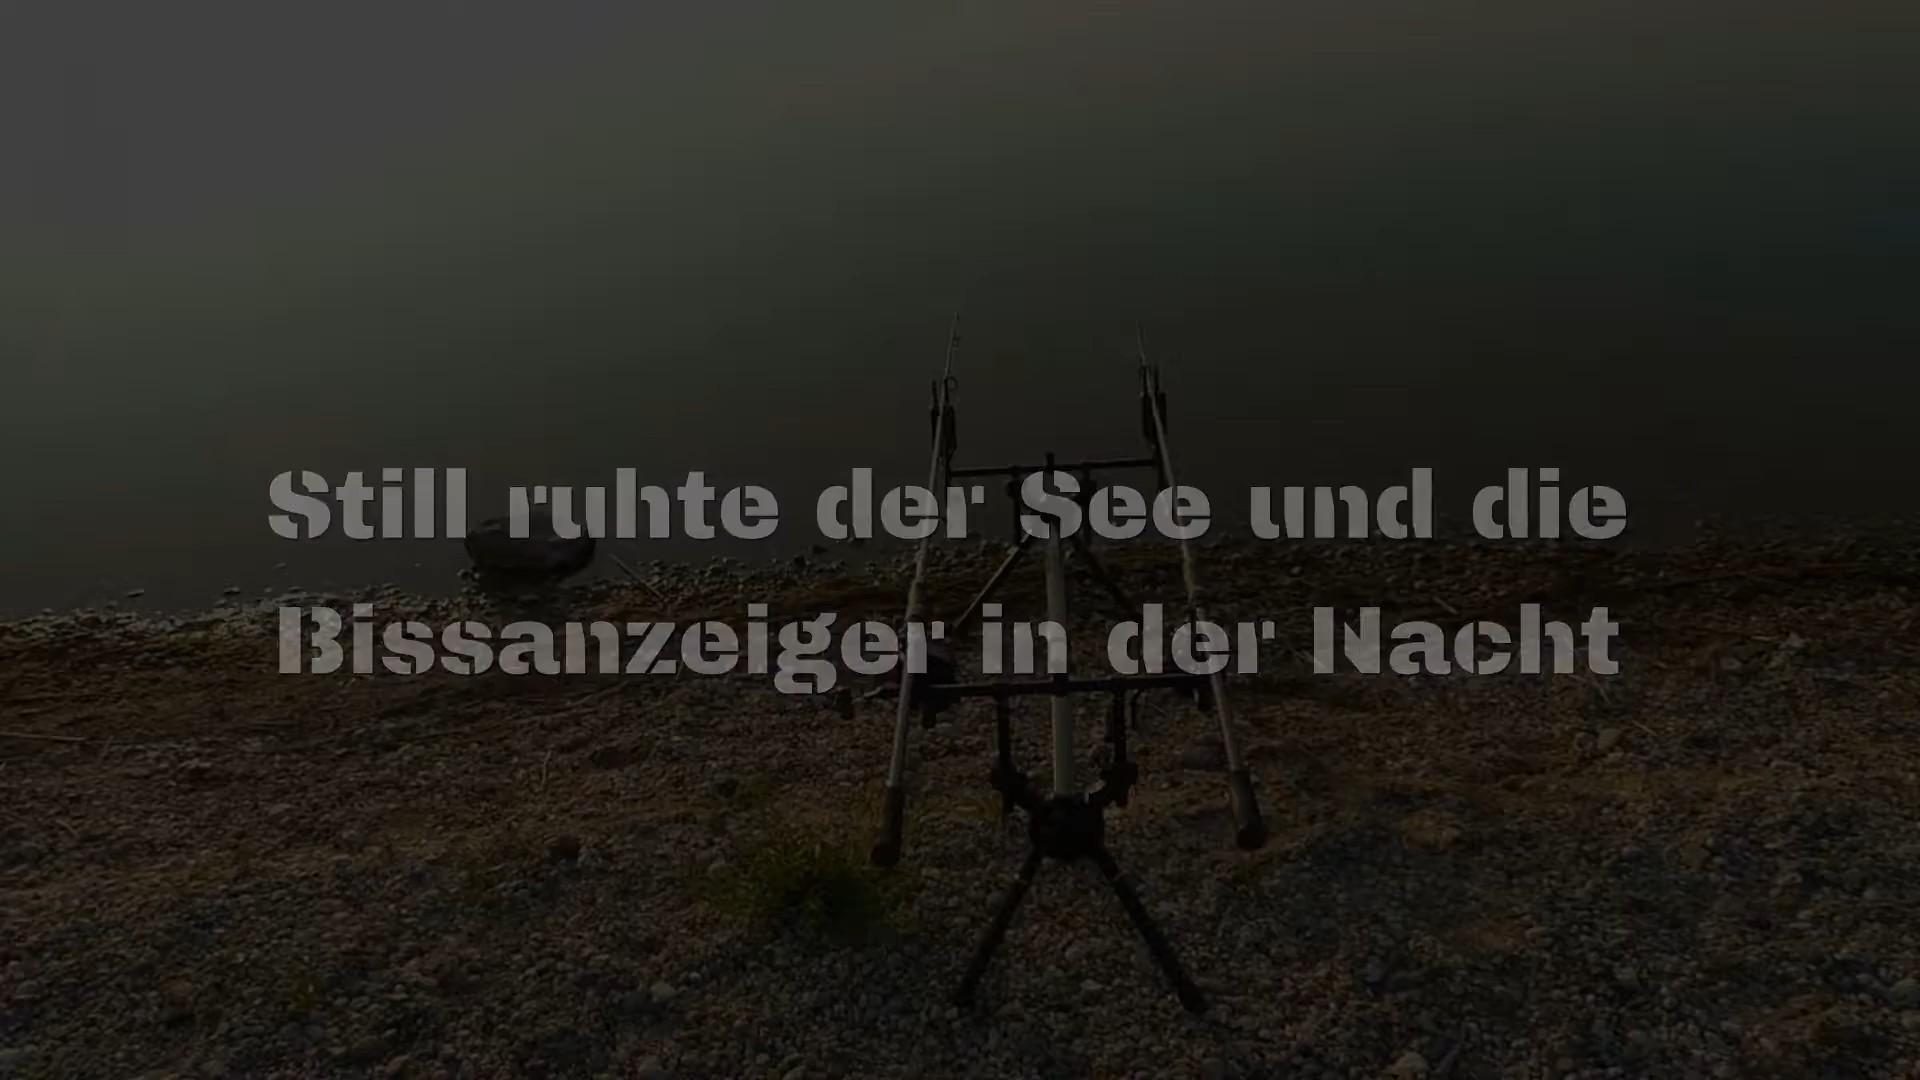 Still ruhte der See und die
Bissanzeiger in der Nacht